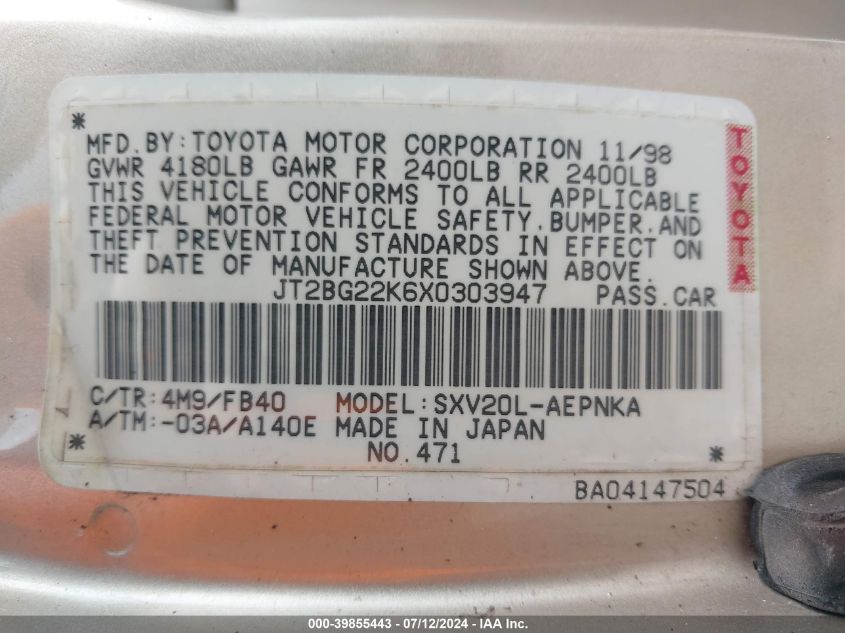 *
MFD.BY:TOYOTA MOTOR CORPORATION 11/98
GVWR 4180LB GAWR FR 2400LB RR 2400LB
THIS VEHICLE CONFORMS TO ALL APPLICABLE
FEDERAL MOTOR VEHICLE SAFETY,BUMPER,AND
THEFT PREVENTION STANDARDS IN EFFECT ON
THE DATE OF MANUFACTURE SHOWN ABOVE.
TOYOTA
JT2BG22K6X0303947 PASS.CAR
C/TR:4M9/FB40 MODEL:SXV20L-AEPNKA
A/TM:-03A/A140E MADE IN JAPAN
* NO.471 *
BA04147504
000-39855443 - 07/12/2024 - IAA Inc.